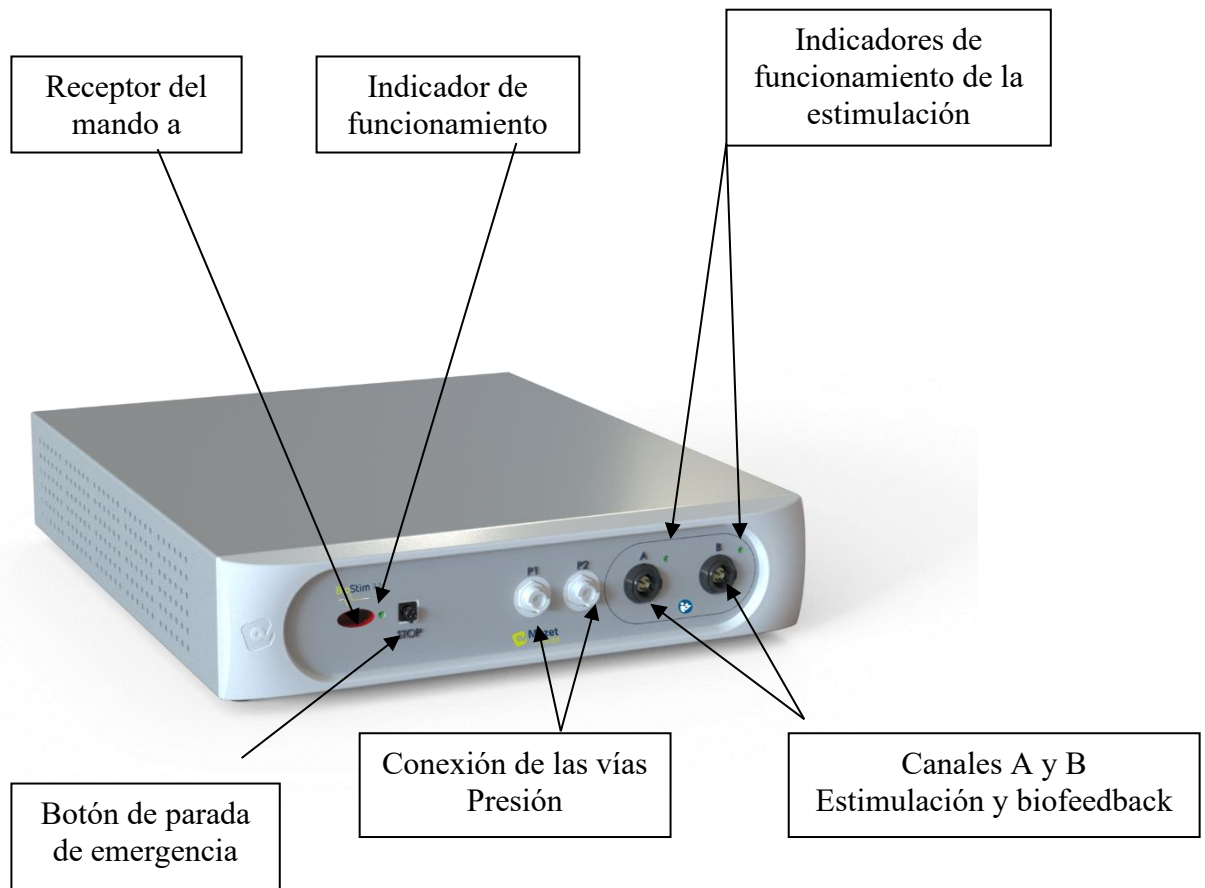 Receptor del
mando a
Indicador de
funcionamiento
Indicadores de
funcionamiento de la
estimulación
Stim
STOP
P1
P2
A
B
Conexión de las vías
Presión
Canales A y B
Estimulación y biofeedback
Botón de parada
de emergencia